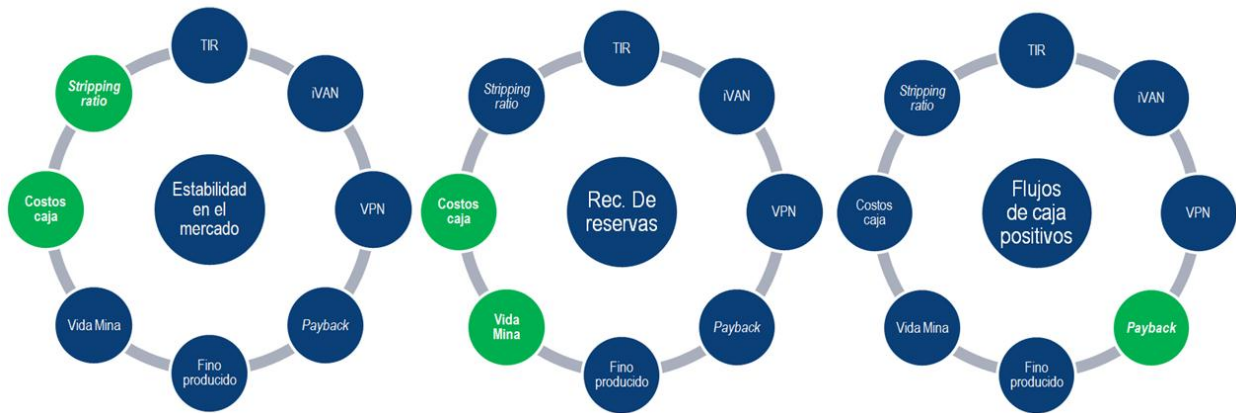 TIR
iVAN
VPN
Payback
Fino
producido
Vida Mina
Costos
caja
Stripping
ratio
Estabilidad
en el
mercado
TIR
iVAN
VPN
Payback
Fino
producido
Vida
Mina
Costos
caja
Stripping
ratio
Rec. De
reservas
TIR
iVAN
VPN
Payback
Fino
producido
Vida Mina
Costos
caja
Stripping
ratio
Flujos
de caja
positivos